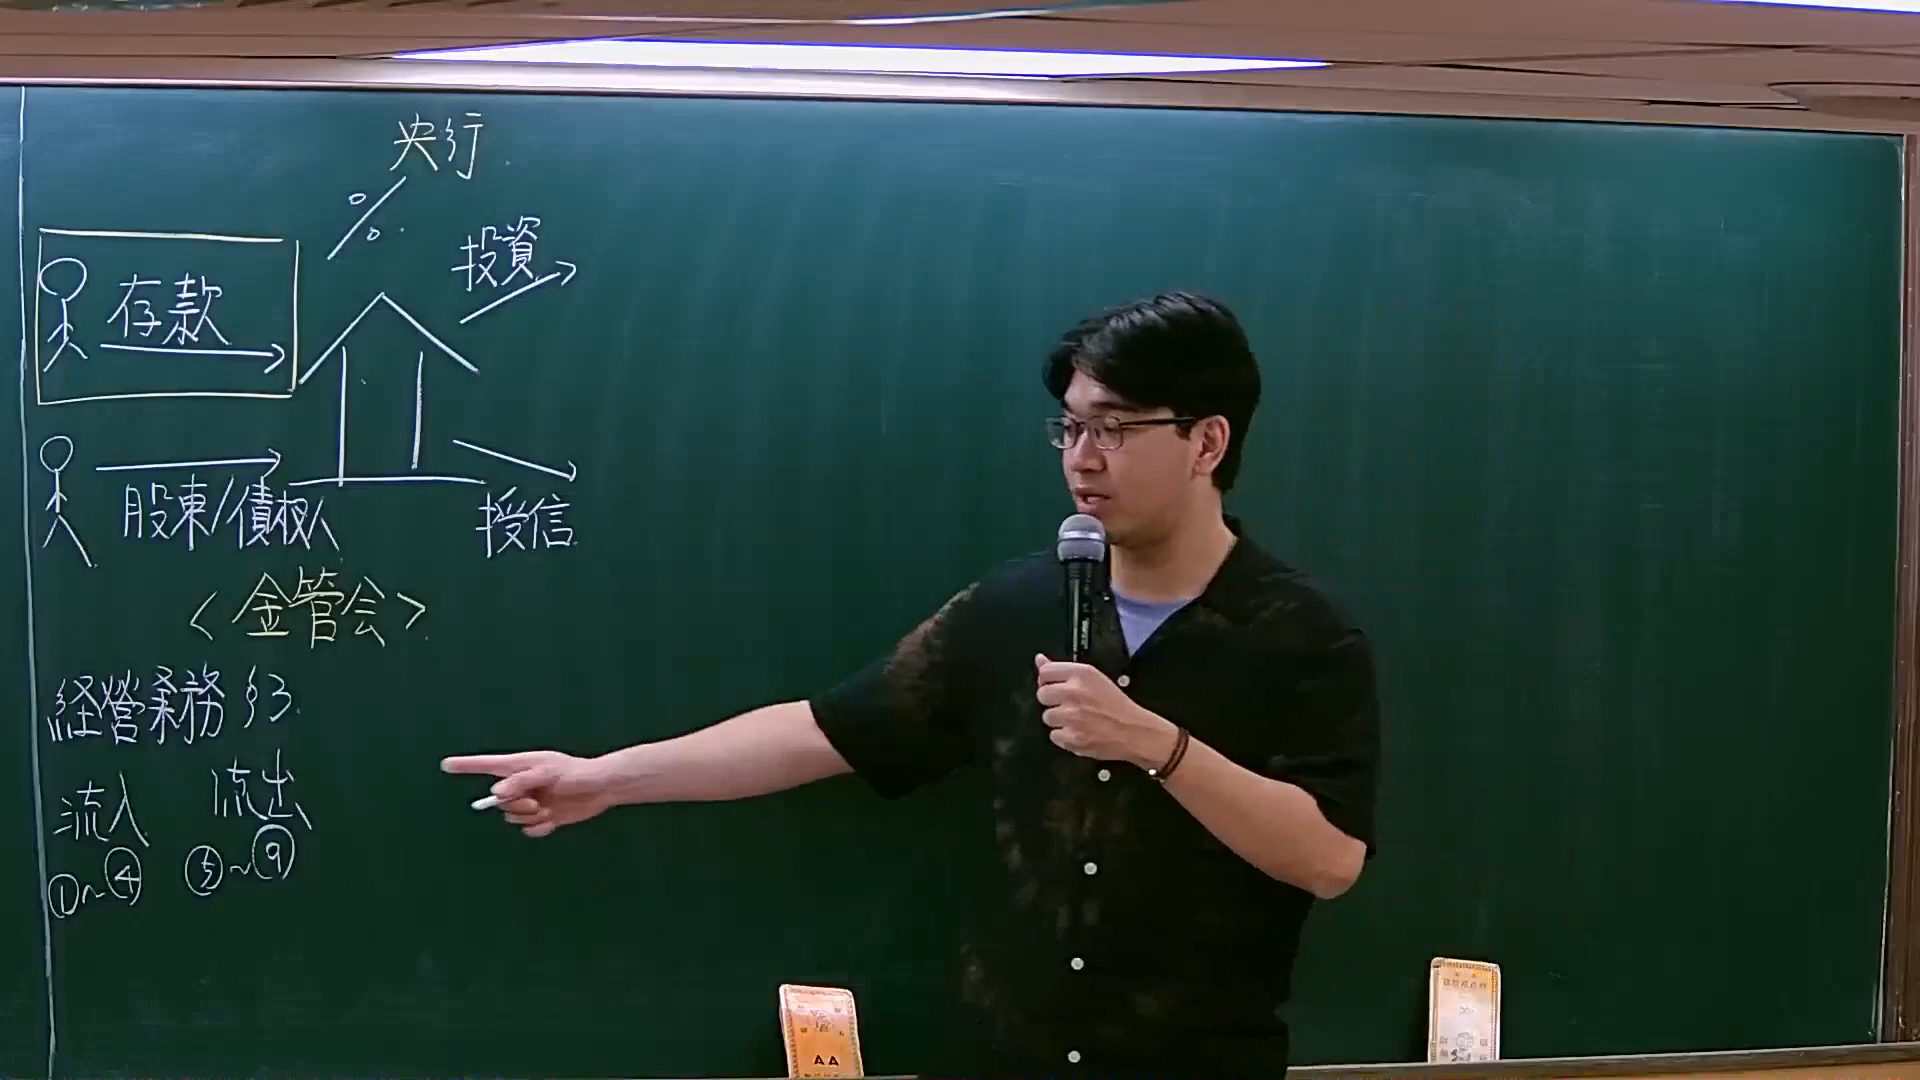 央行
%
投資
存款
股東/債权人
授信
<金管会>
経營業務 §3
流入 流出
①~④ ⑤~⑨
AA